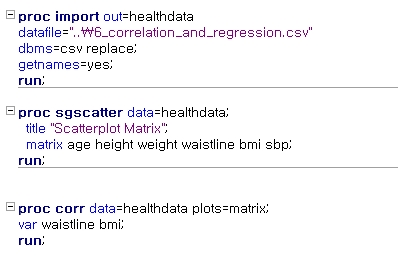 proc import out=healthdata
datafile="..₩6_correlation_and_regression.csv"
dbms=csv replace;
getnames=yes;
run;
proc sgscatter data=healthdata;
title "Scatterplot Matrix";
matrix age height weight waistline bmi sbp;
run;
proc corr data=healthdata plots=matrix;
var waistline bmi;
run;